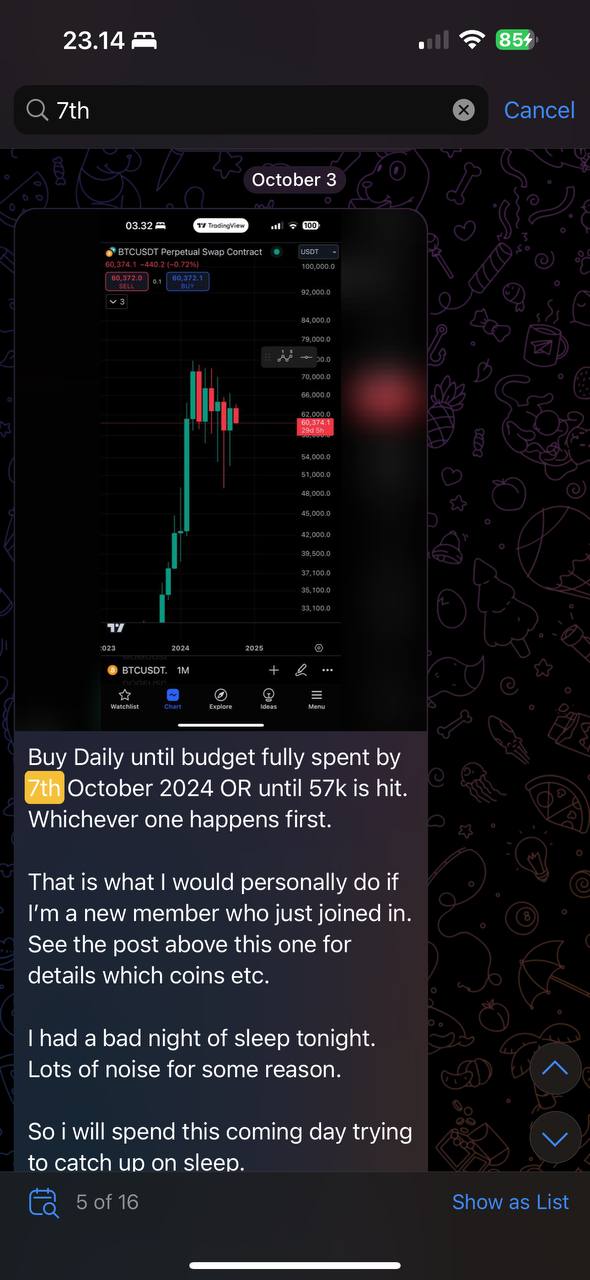 23.14
85
7th
Cancel
October 3
03.32
TradingView
100
BTCUSDT Perpetual Swap Contract
USDT
60,374.1 −440.2 (−0.72%)
100,000.0
60,372.0
SELL
0.1
60,372.1
BUY
92,000.0
3
84,000.0
79,000.0
70,000.0
66,000.0
62,000.0
60,374.1
29d 5h
54,000.0
51,000.0
48,000.0
45,000.0
42,000.0
39,500.0
37,100.0
35,100.0
33,100.0
:023
2024
2025
BTCUSDT.
1M
Watchlist
Chart
Explore
Ideas
Menu
Buy Daily until budget fully spent by
7th October 2024 OR until 57k is hit.
Whichever one happens first.
That is what I would personally do if
I’m a new member who just joined in.
See the post above this one for
details which coins etc.
I had a bad night of sleep tonight.
Lots of noise for some reason.
So i will spend this coming day trying
to catch up on sleep.
5 of 16
Show as List